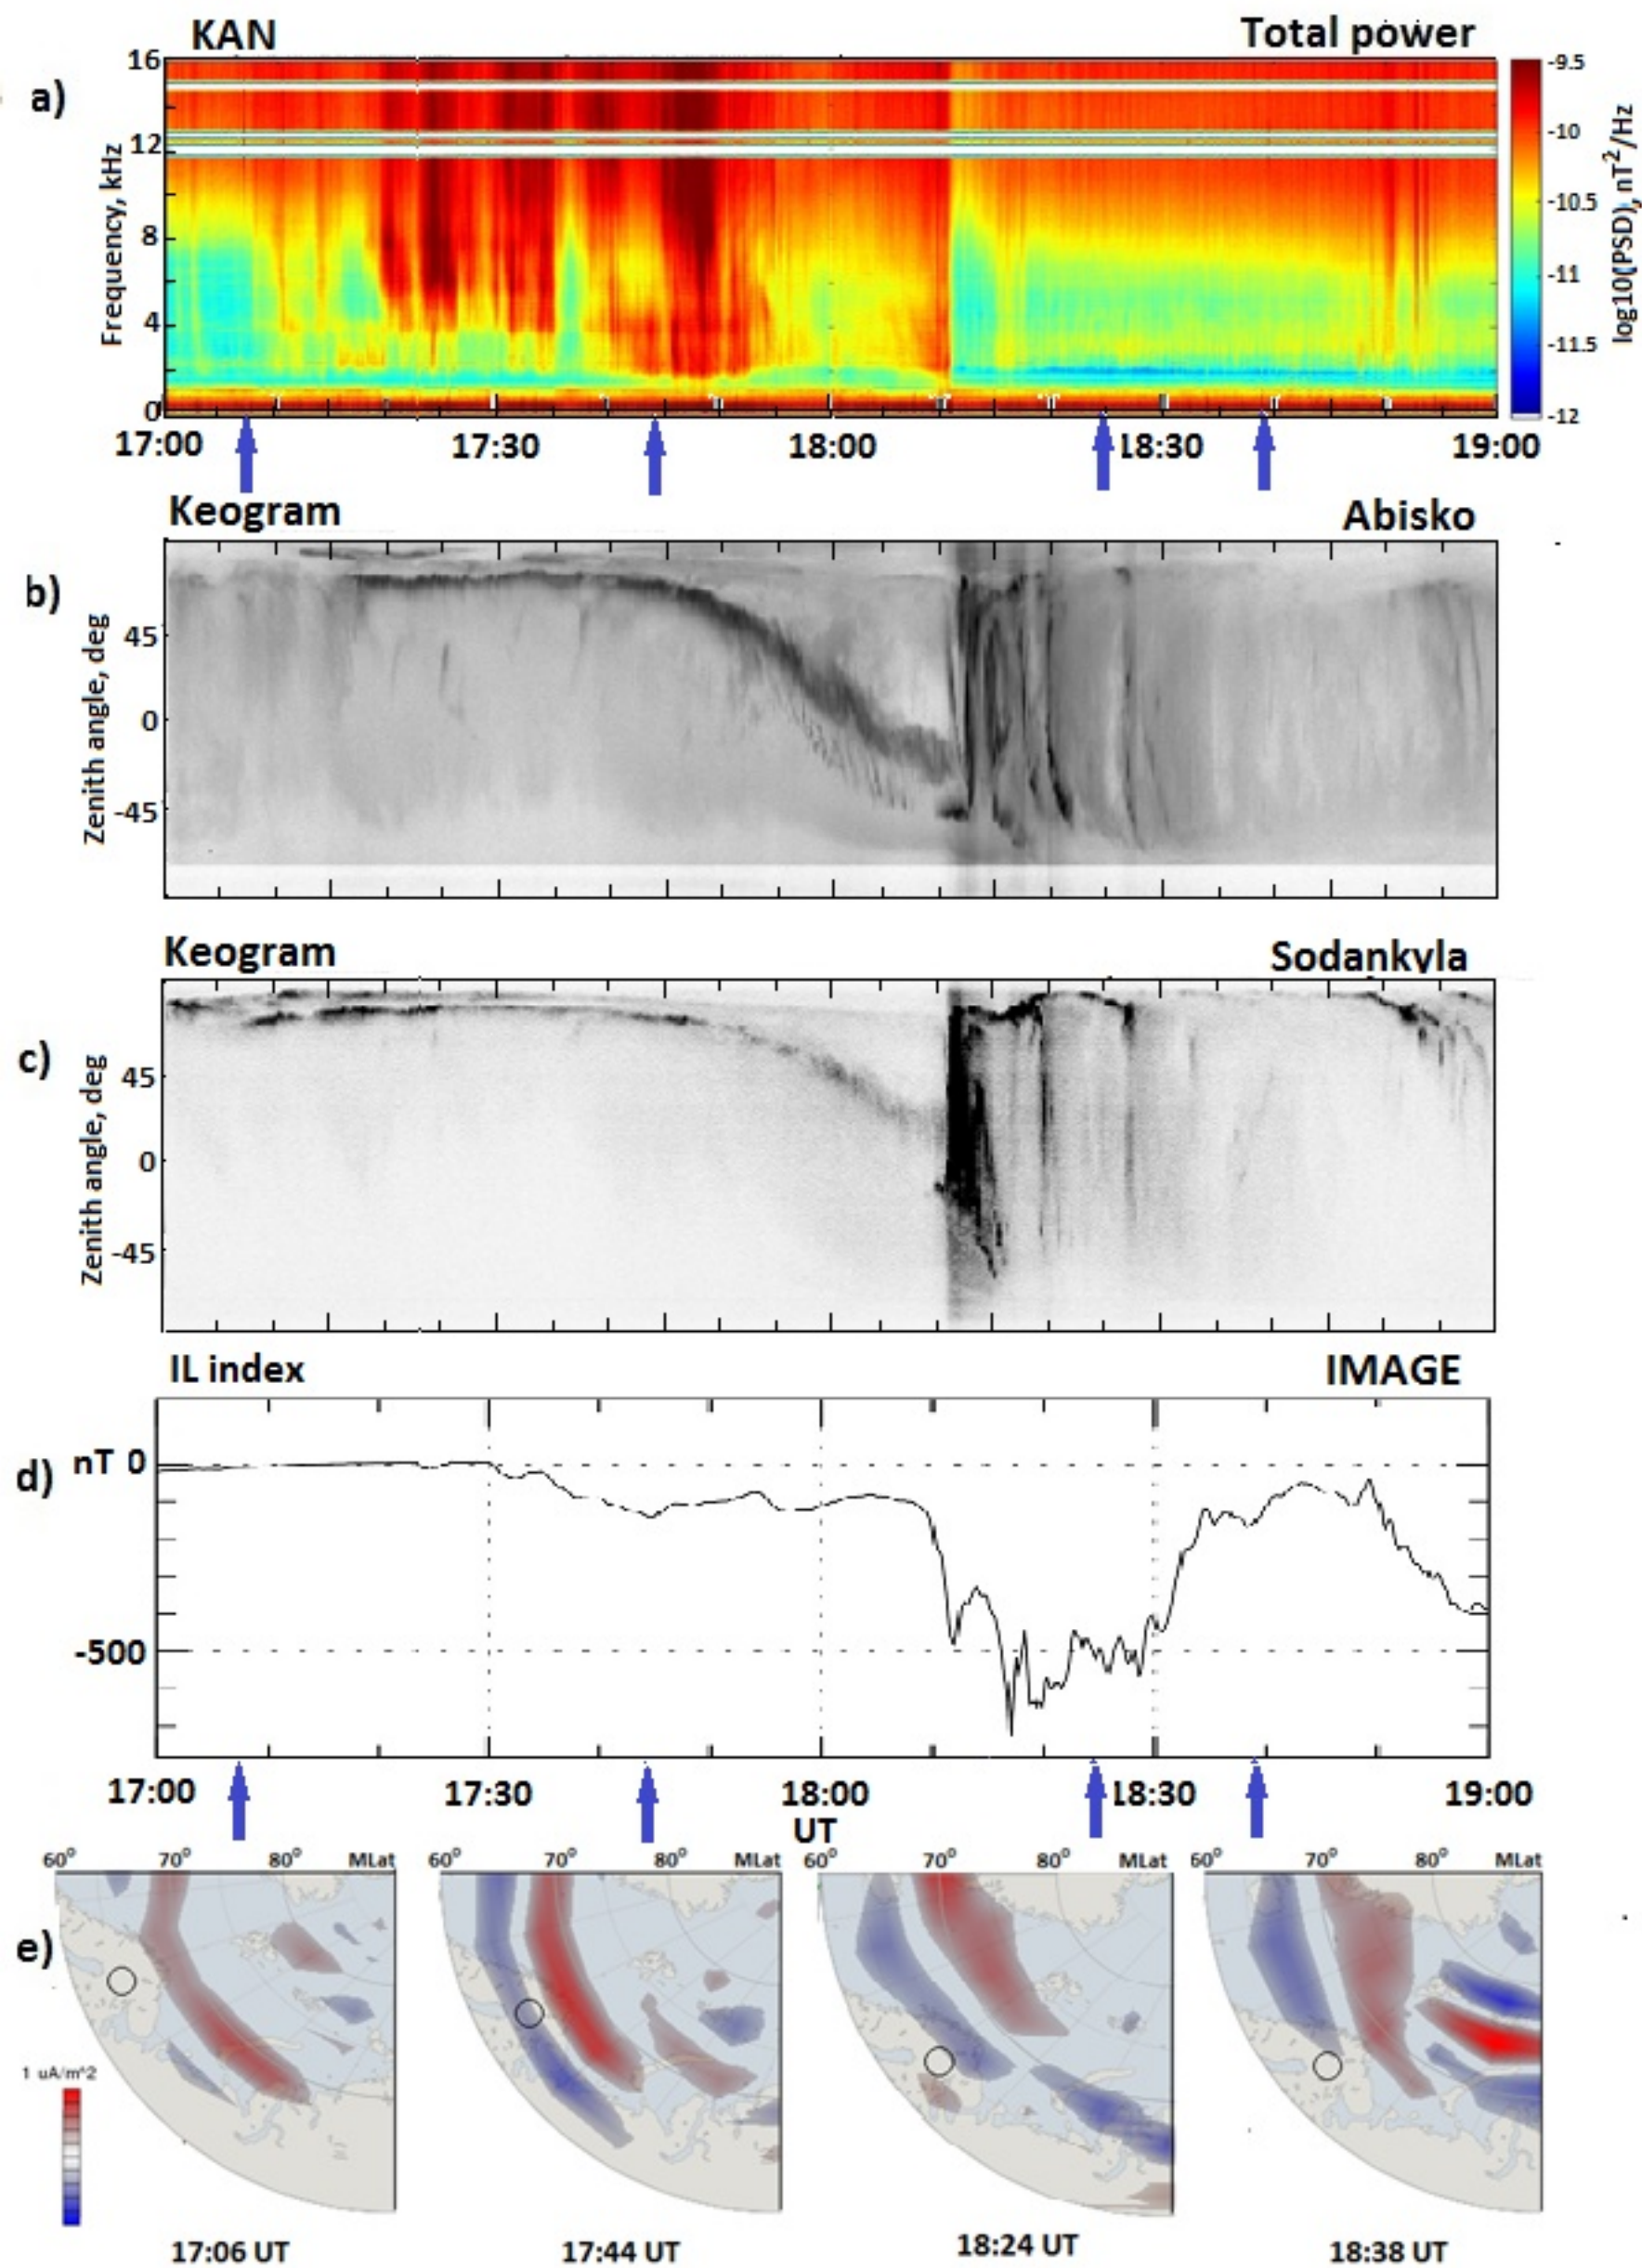 KAN Total power
a)
Frequency, kHz
16
12
8
4
0
-9.5
-10
-10.5
-11
-11.5
-12
log10(PSD), nT²/Hz
17:00 17:30 18:00 18:30 19:00
Keogram Abisko
b)
Zenith angle, deg
45
0
-45
Keogram Sodankyla
c)
Zenith angle, deg
45
0
-45
IL index IMAGE
d)
nT 0
-500
17:00 17:30 18:00 18:30 19:00
UT
60° 70° 80° MLat 60° 70° 80° MLat 60° 70° 80° MLat 60° 70° 80° MLat
e)
1 uA/m^2
17:06 UT 17:44 UT 18:24 UT 18:38 UT